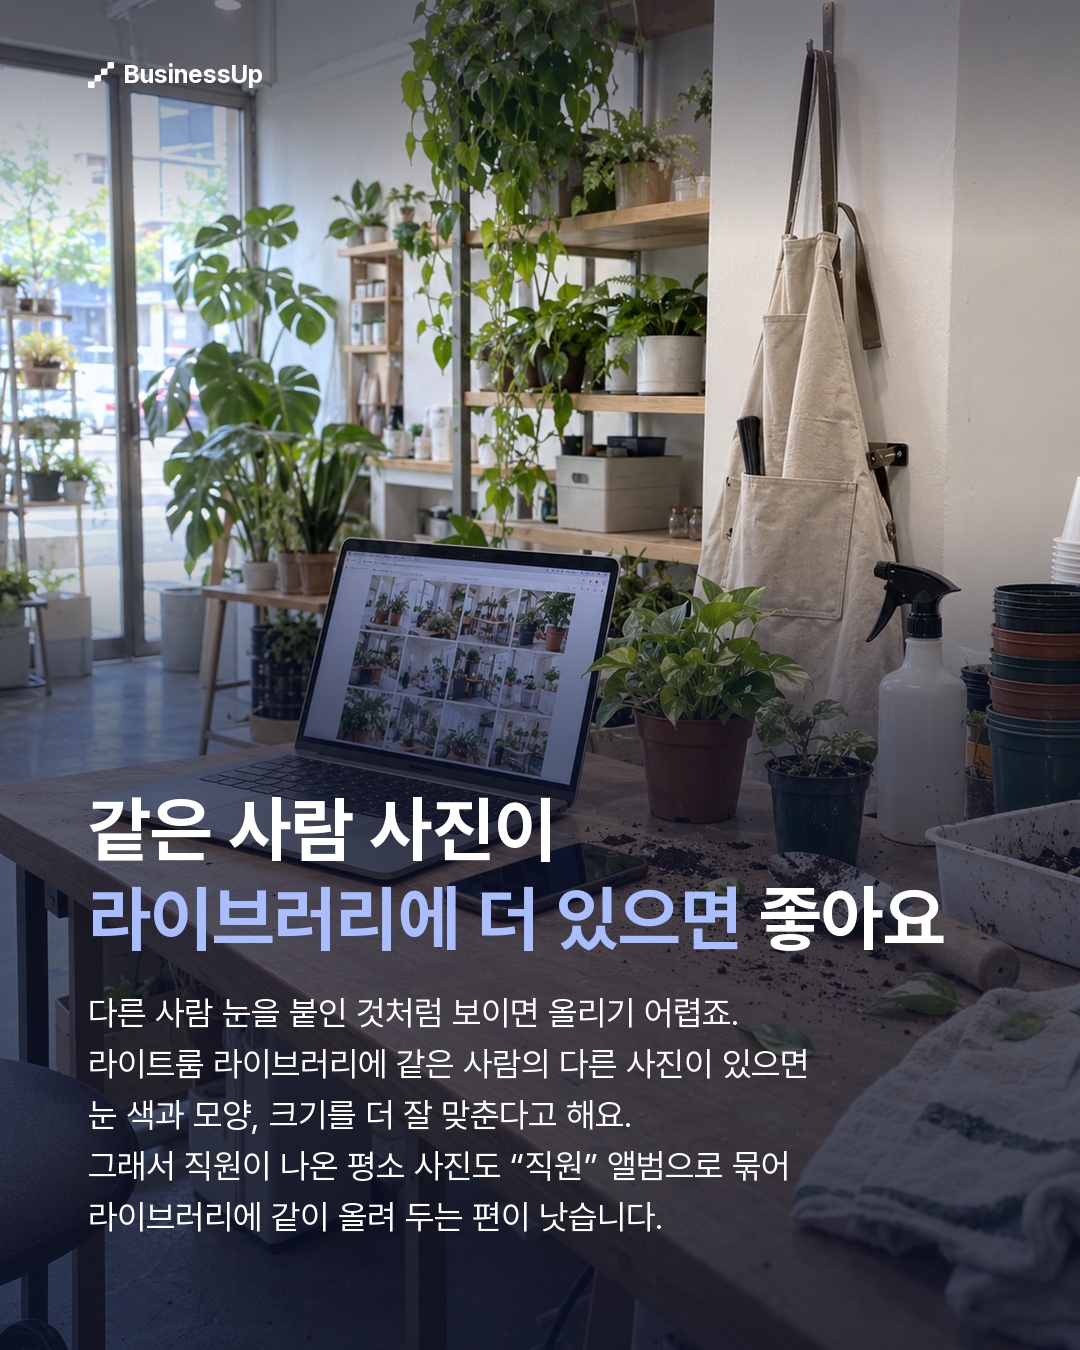 BusinessUp
같은 사람 사진이
라이브러리에 더 있으면 좋아요
다른 사람 눈을 붙인 것처럼 보이면 올리기 어렵죠.
라이트룸 라이브러리에 같은 사람의 다른 사진이 있으면
눈 색과 모양, 크기를 더 잘 맞춘다고 해요.
그래서 직원이 나온 평소 사진도 “직원” 앨범으로 묶어
라이브러리에 같이 올려 두는 편이 낫습니다.